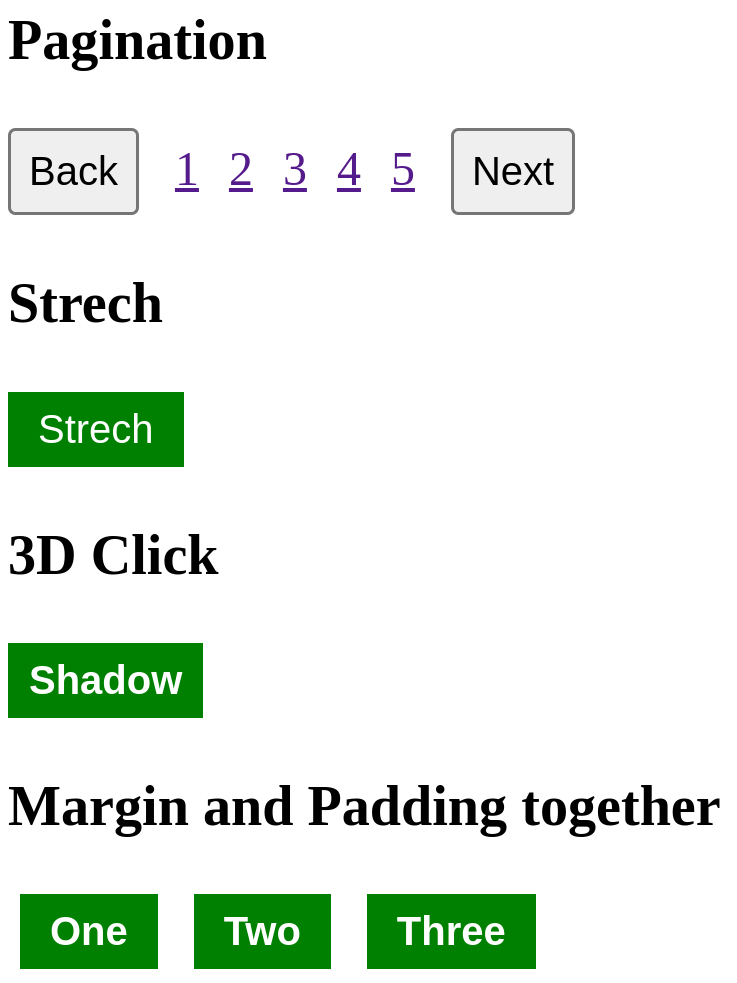 Pagination
Back 1 2 3 4 5 Next
Strech
Strech
3D Click
Shadow
Margin and Padding together
One Two Three